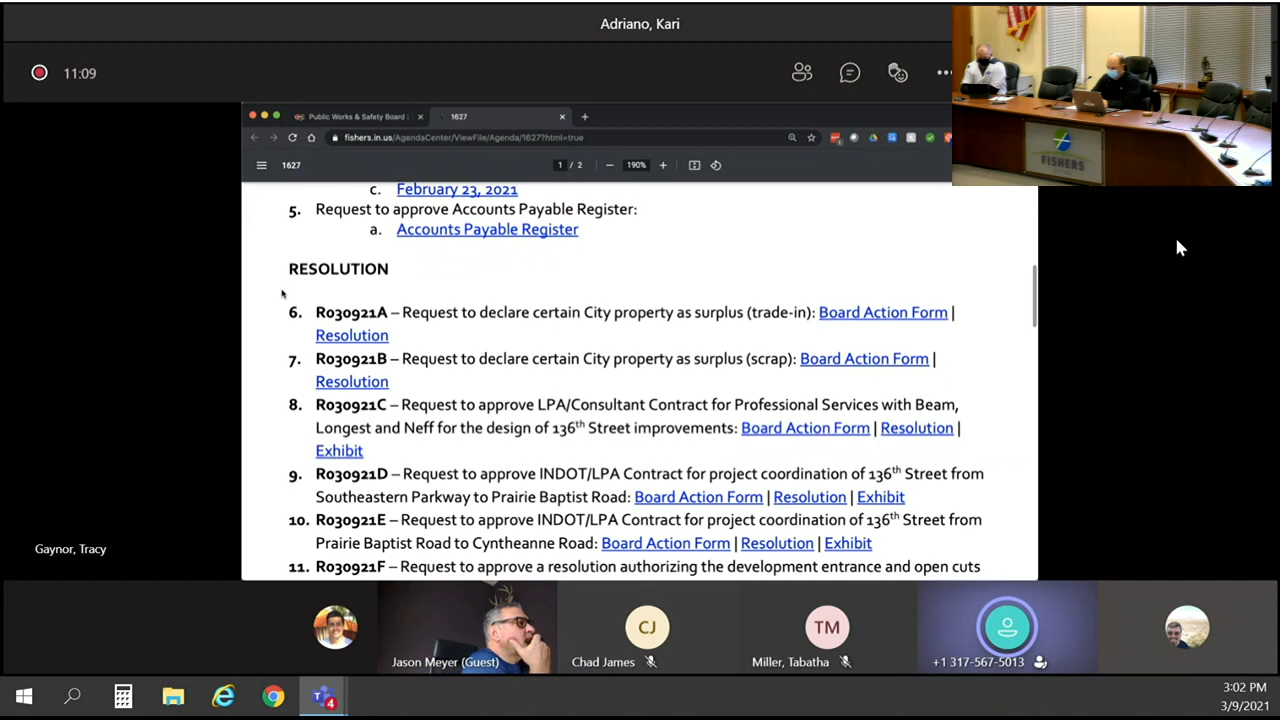 Adriano, Kari
11:09
Public Works & Safety Board
1627
fishers.in.us/AgendaCenter/ViewFile/Agenda/1627?html=true
1627
1 / 2
190%
FISHERS
c. February 23, 2021
5. Request to approve Accounts Payable Register:
a. Accounts Payable Register
RESOLUTION
6. R030921A – Request to declare certain City property as surplus (trade-in): Board Action Form |
Resolution
7. R030921B – Request to declare certain City property as surplus (scrap): Board Action Form |
Resolution
8. R030921C – Request to approve LPA/Consultant Contract for Professional Services with Beam,
Longest and Neff for the design of 136th Street improvements: Board Action Form | Resolution |
Exhibit
9. R030921D – Request to approve INDOT/LPA Contract for project coordination of 136th Street from
Southeastern Parkway to Prairie Baptist Road: Board Action Form | Resolution | Exhibit
10. R030921E – Request to approve INDOT/LPA Contract for project coordination of 136th Street from
Prairie Baptist Road to Cyntheanne Road: Board Action Form | Resolution | Exhibit
11. R030921F – Request to approve a resolution authorizing the development entrance and open cuts
Gaynor, Tracy
CJ
TM
Jason Meyer (Guest)
Chad James
Miller, Tabatha
+1 317-567-5013
T
4
3:02 PM
3/9/2021